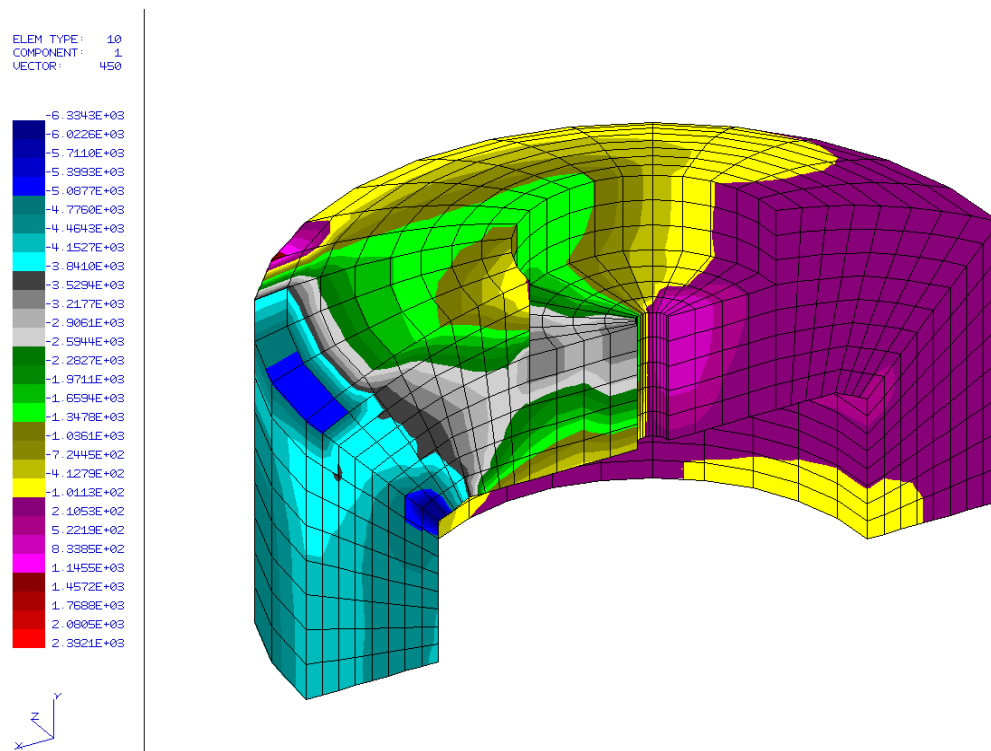 ELEM TYPE: 10
COMPONENT: 1
VECTOR: 450
-6.3343E+03
-6.0226E+03
-5.7110E+03
-5.3993E+03
-5.0877E+03
-4.7760E+03
-4.4643E+03
-4.1527E+03
-3.8410E+03
-3.5294E+03
-3.2177E+03
-2.9061E+03
-2.5944E+03
-2.2827E+03
-1.9711E+03
-1.6594E+03
-1.3478E+03
-1.0361E+03
-7.2445E+02
-4.1279E+02
-1.0113E+02
2.1053E+02
5.2219E+02
8.3385E+02
1.1455E+03
1.4572E+03
1.7688E+03
2.0805E+03
2.3921E+03
Y
Z
X